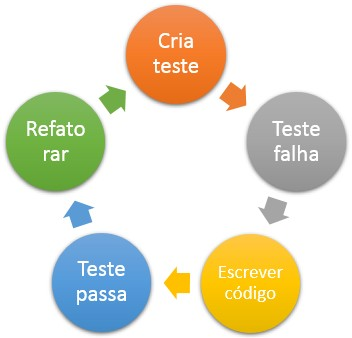 Cria
teste
Teste
falha
Escrever
código
Teste
passa
Refato
rar